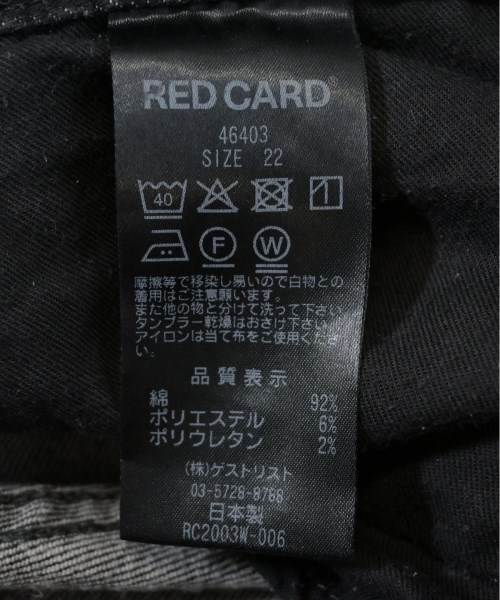 RED CARD®
46403
SIZE 22
40
F W
摩擦等で移染し易いので白物との
着用はご注意願います。
また他の物と分けて洗って下さい
タンブラー乾燥はおさけ下さい。
アイロンは当て布をご使用くださ
い。
品質表示
綿 92%
ポリエステル 6%
ポリウレタン 2%
(株)ゲストリスト
03-5728-8788
日本製
RC2003W-006